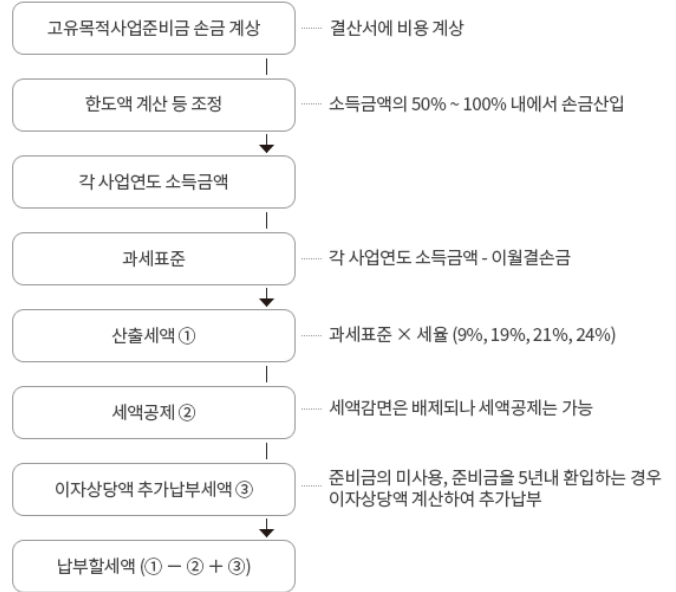 고유목적사업준비금 손금 계상
결산서에 비용 계상
한도액 계산 등 조정
소득금액의 50% ~ 100% 내에서 손금산입
각 사업연도 소득금액
과세표준
각 사업연도 소득금액 - 이월결손금
산출세액 ①
과세표준 × 세율 (9%, 19%, 21%, 24%)
세액공제 ②
세액감면은 배제되나 세액공제는 가능
이자상당액 추가납부세액 ③
준비금의 미사용, 준비금을 5년내 환입하는 경우
이자상당액 계산하여 추가납부
납부할세액 (① － ② + ③)